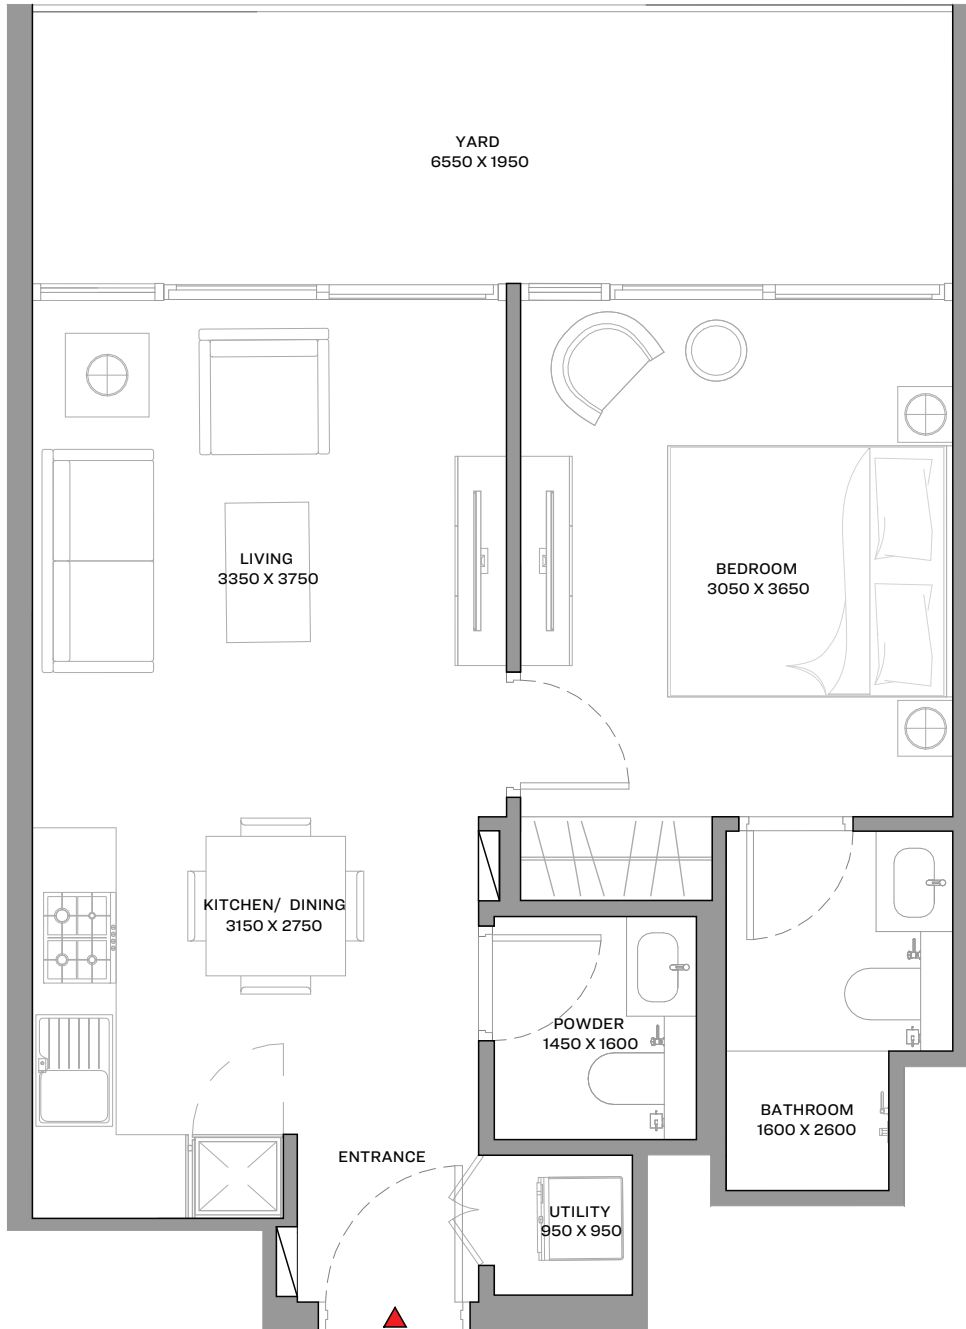 YARD
6550 X 1950
LIVING
3350 X 3750
BEDROOM
3050 X 3650
KITCHEN/ DINING
3150 X 2750
POWDER
1450 X 1600
BATHROOM
1600 X 2600
ENTRANCE
UTILITY
950 X 950